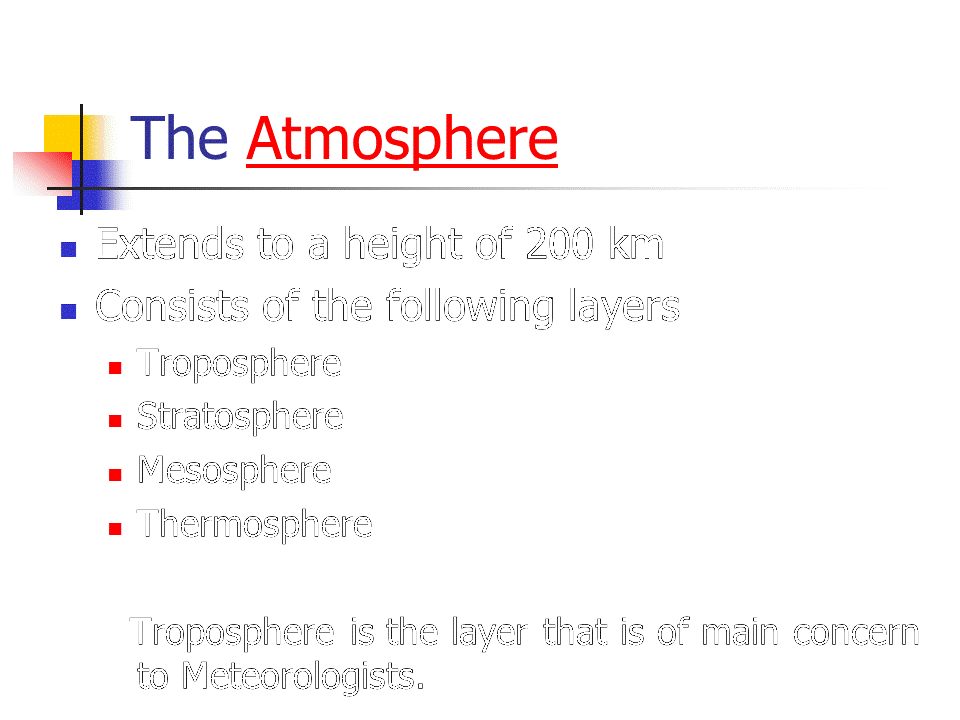 The Atmosphere
Extends to a height of 200 km
Consists of the following layers
Troposphere
Stratosphere
Mesosphere
Thermosphere
Troposphere is the layer that is of main concern
to Meteorologists.